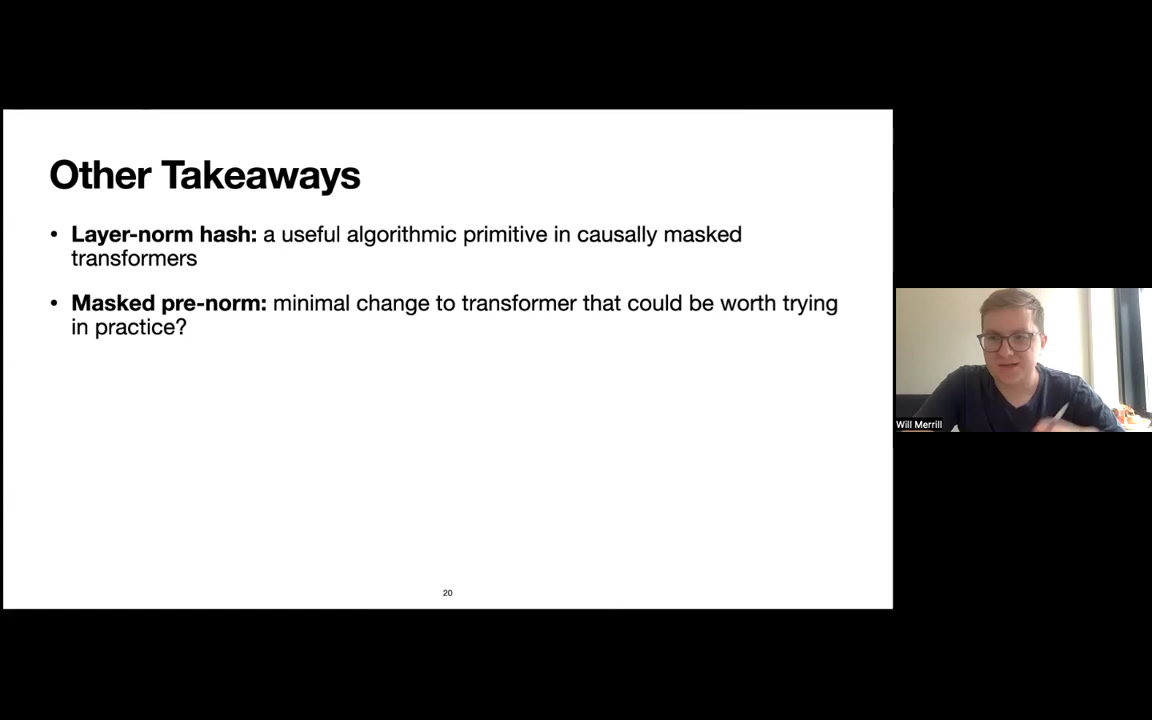 Other Takeaways
• Layer-norm hash: a useful algorithmic primitive in causally masked
transformers
• Masked pre-norm: minimal change to transformer that could be worth trying
in practice?
20
Will Merrill